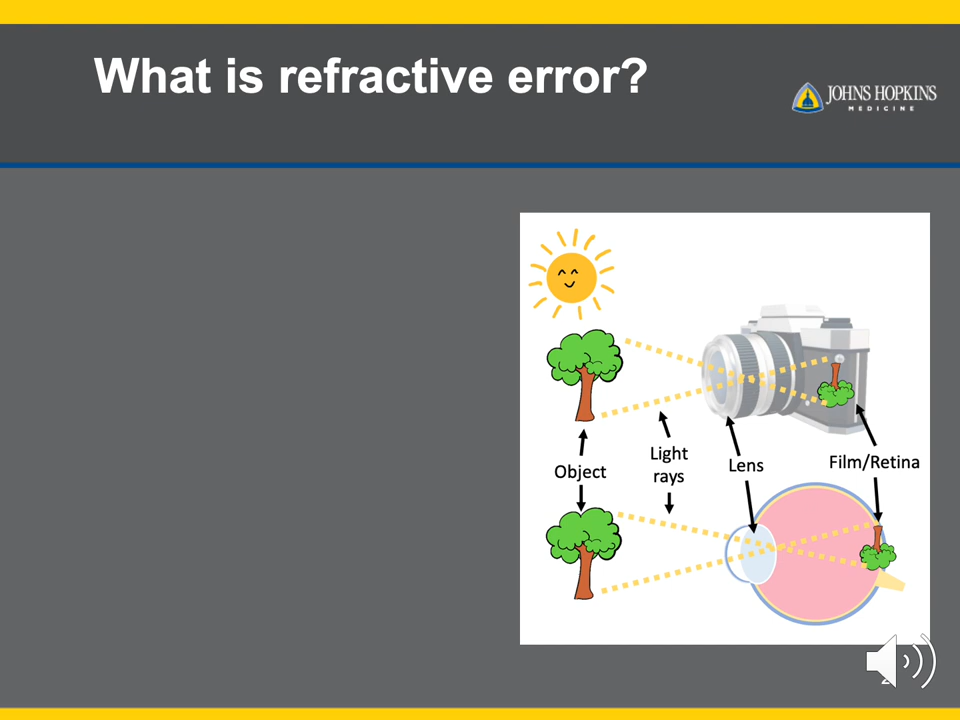 What is refractive error?
JOHNS HOPKINS
MEDICINE
Object
Light
rays
Lens
Film/Retina